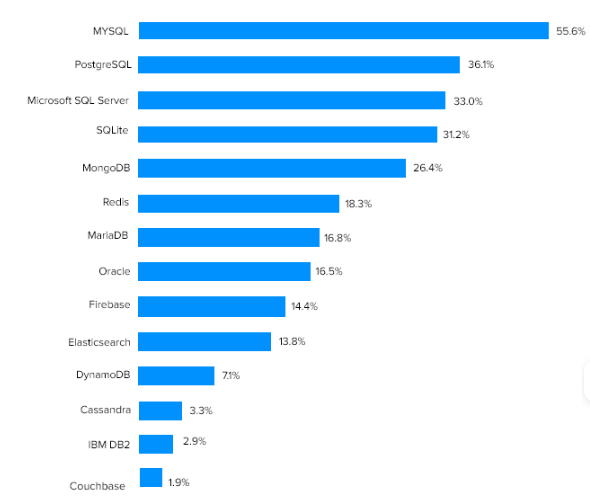 MYSQL 55.6%
PostgreSQL 36.1%
Microsoft SQL Server 33.0%
SQLite 31.2%
MongoDB 26.4%
Redis 18.3%
MariaDB 16.8%
Oracle 16.5%
Firebase 14.4%
Elasticsearch 13.8%
DynamoDB 7.1%
Cassandra 3.3%
IBM DB2 2.9%
Couchbase 1.9%